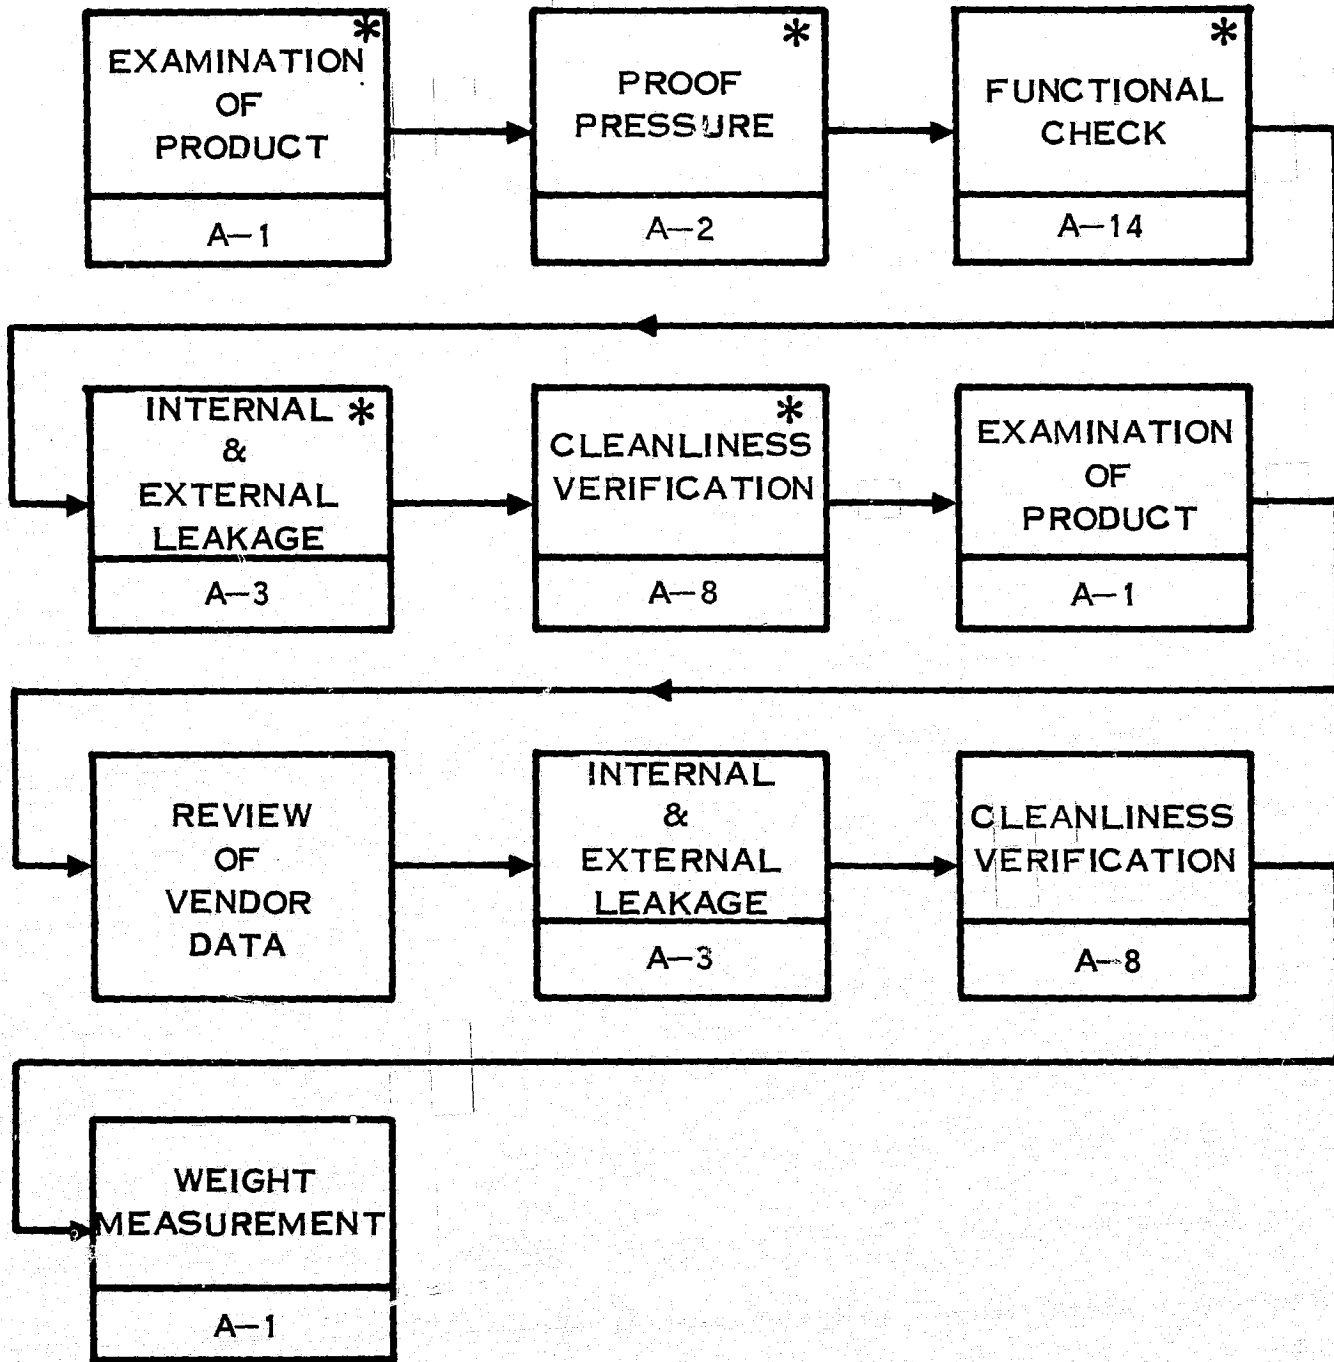 EXAMINATION *
OF
PRODUCT
A-1
*
PROOF
PRESSURE
A-2
*
FUNCTIONAL
CHECK
A-14
INTERNAL *
&
EXTERNAL
LEAKAGE
A-3
*
CLEANLINESS
VERIFICATION
A-8
EXAMINATION
OF
PRODUCT
A-1
REVIEW
OF
VENDOR
DATA
INTERNAL
&
EXTERNAL
LEAKAGE
A-3
CLEANLINESS
VERIFICATION
A-8
WEIGHT
MEASUREMENT
A-1